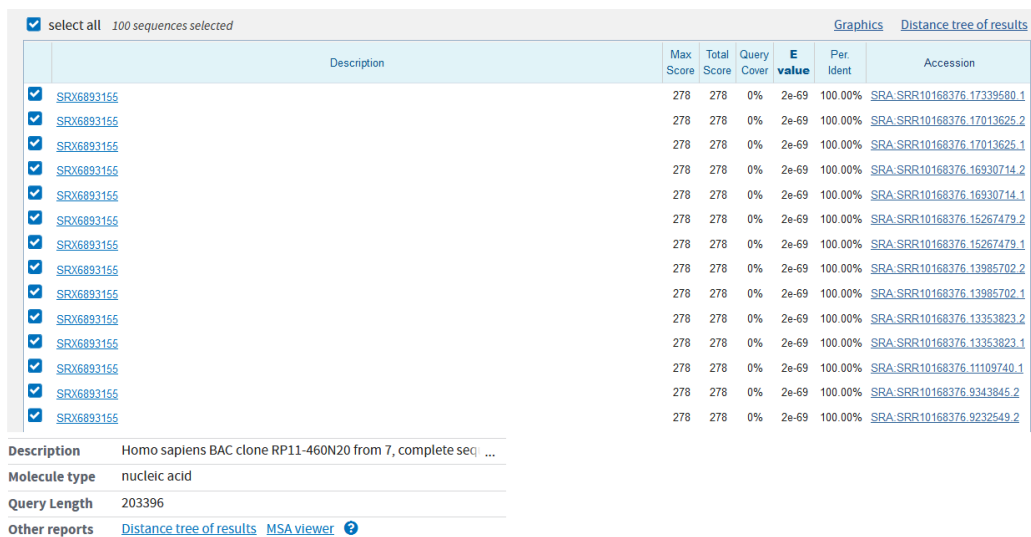 select all 100 sequences selected Graphics Distance tree of results
Description Max Score Total Score Query Cover E value Per. Ident Accession
SRX6893155 278 278 0% 2e-69 100.00% SRA:SRR10168376.17339580.1
SRX6893155 278 278 0% 2e-69 100.00% SRA:SRR10168376.17013625.2
SRX6893155 278 278 0% 2e-69 100.00% SRA:SRR10168376.17013625.1
SRX6893155 278 278 0% 2e-69 100.00% SRA:SRR10168376.16930714.2
SRX6893155 278 278 0% 2e-69 100.00% SRA:SRR10168376.16930714.1
SRX6893155 278 278 0% 2e-69 100.00% SRA:SRR10168376.15267479.2
SRX6893155 278 278 0% 2e-69 100.00% SRA:SRR10168376.15267479.1
SRX6893155 278 278 0% 2e-69 100.00% SRA:SRR10168376.13985702.2
SRX6893155 278 278 0% 2e-69 100.00% SRA:SRR10168376.13985702.1
SRX6893155 278 278 0% 2e-69 100.00% SRA:SRR10168376.13353823.2
SRX6893155 278 278 0% 2e-69 100.00% SRA:SRR10168376.13353823.1
SRX6893155 278 278 0% 2e-69 100.00% SRA:SRR10168376.11109740.1
SRX6893155 278 278 0% 2e-69 100.00% SRA:SRR10168376.9343845.2
SRX6893155 278 278 0% 2e-69 100.00% SRA:SRR10168376.9232549.2
Description Homo sapiens BAC clone RP11-460N20 from 7, complete seq ...
Molecule type nucleic acid
Query Length 203396
Other reports Distance tree of results MSA viewer ?